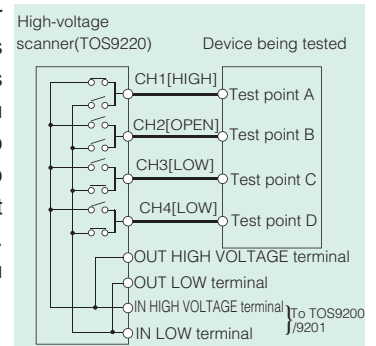 High-voltage
scanner(TOS9220)
Device being tested
CH1[HIGH]
Test point A
CH2[OPEN]
Test point B
CH3[LOW]
Test point C
CH4[LOW]
Test point D
OUT HIGH VOLTAGE terminal
OUT LOW terminal
IN HIGH VOLTAGE terminal
To TOS9200
/9201
IN LOW terminal